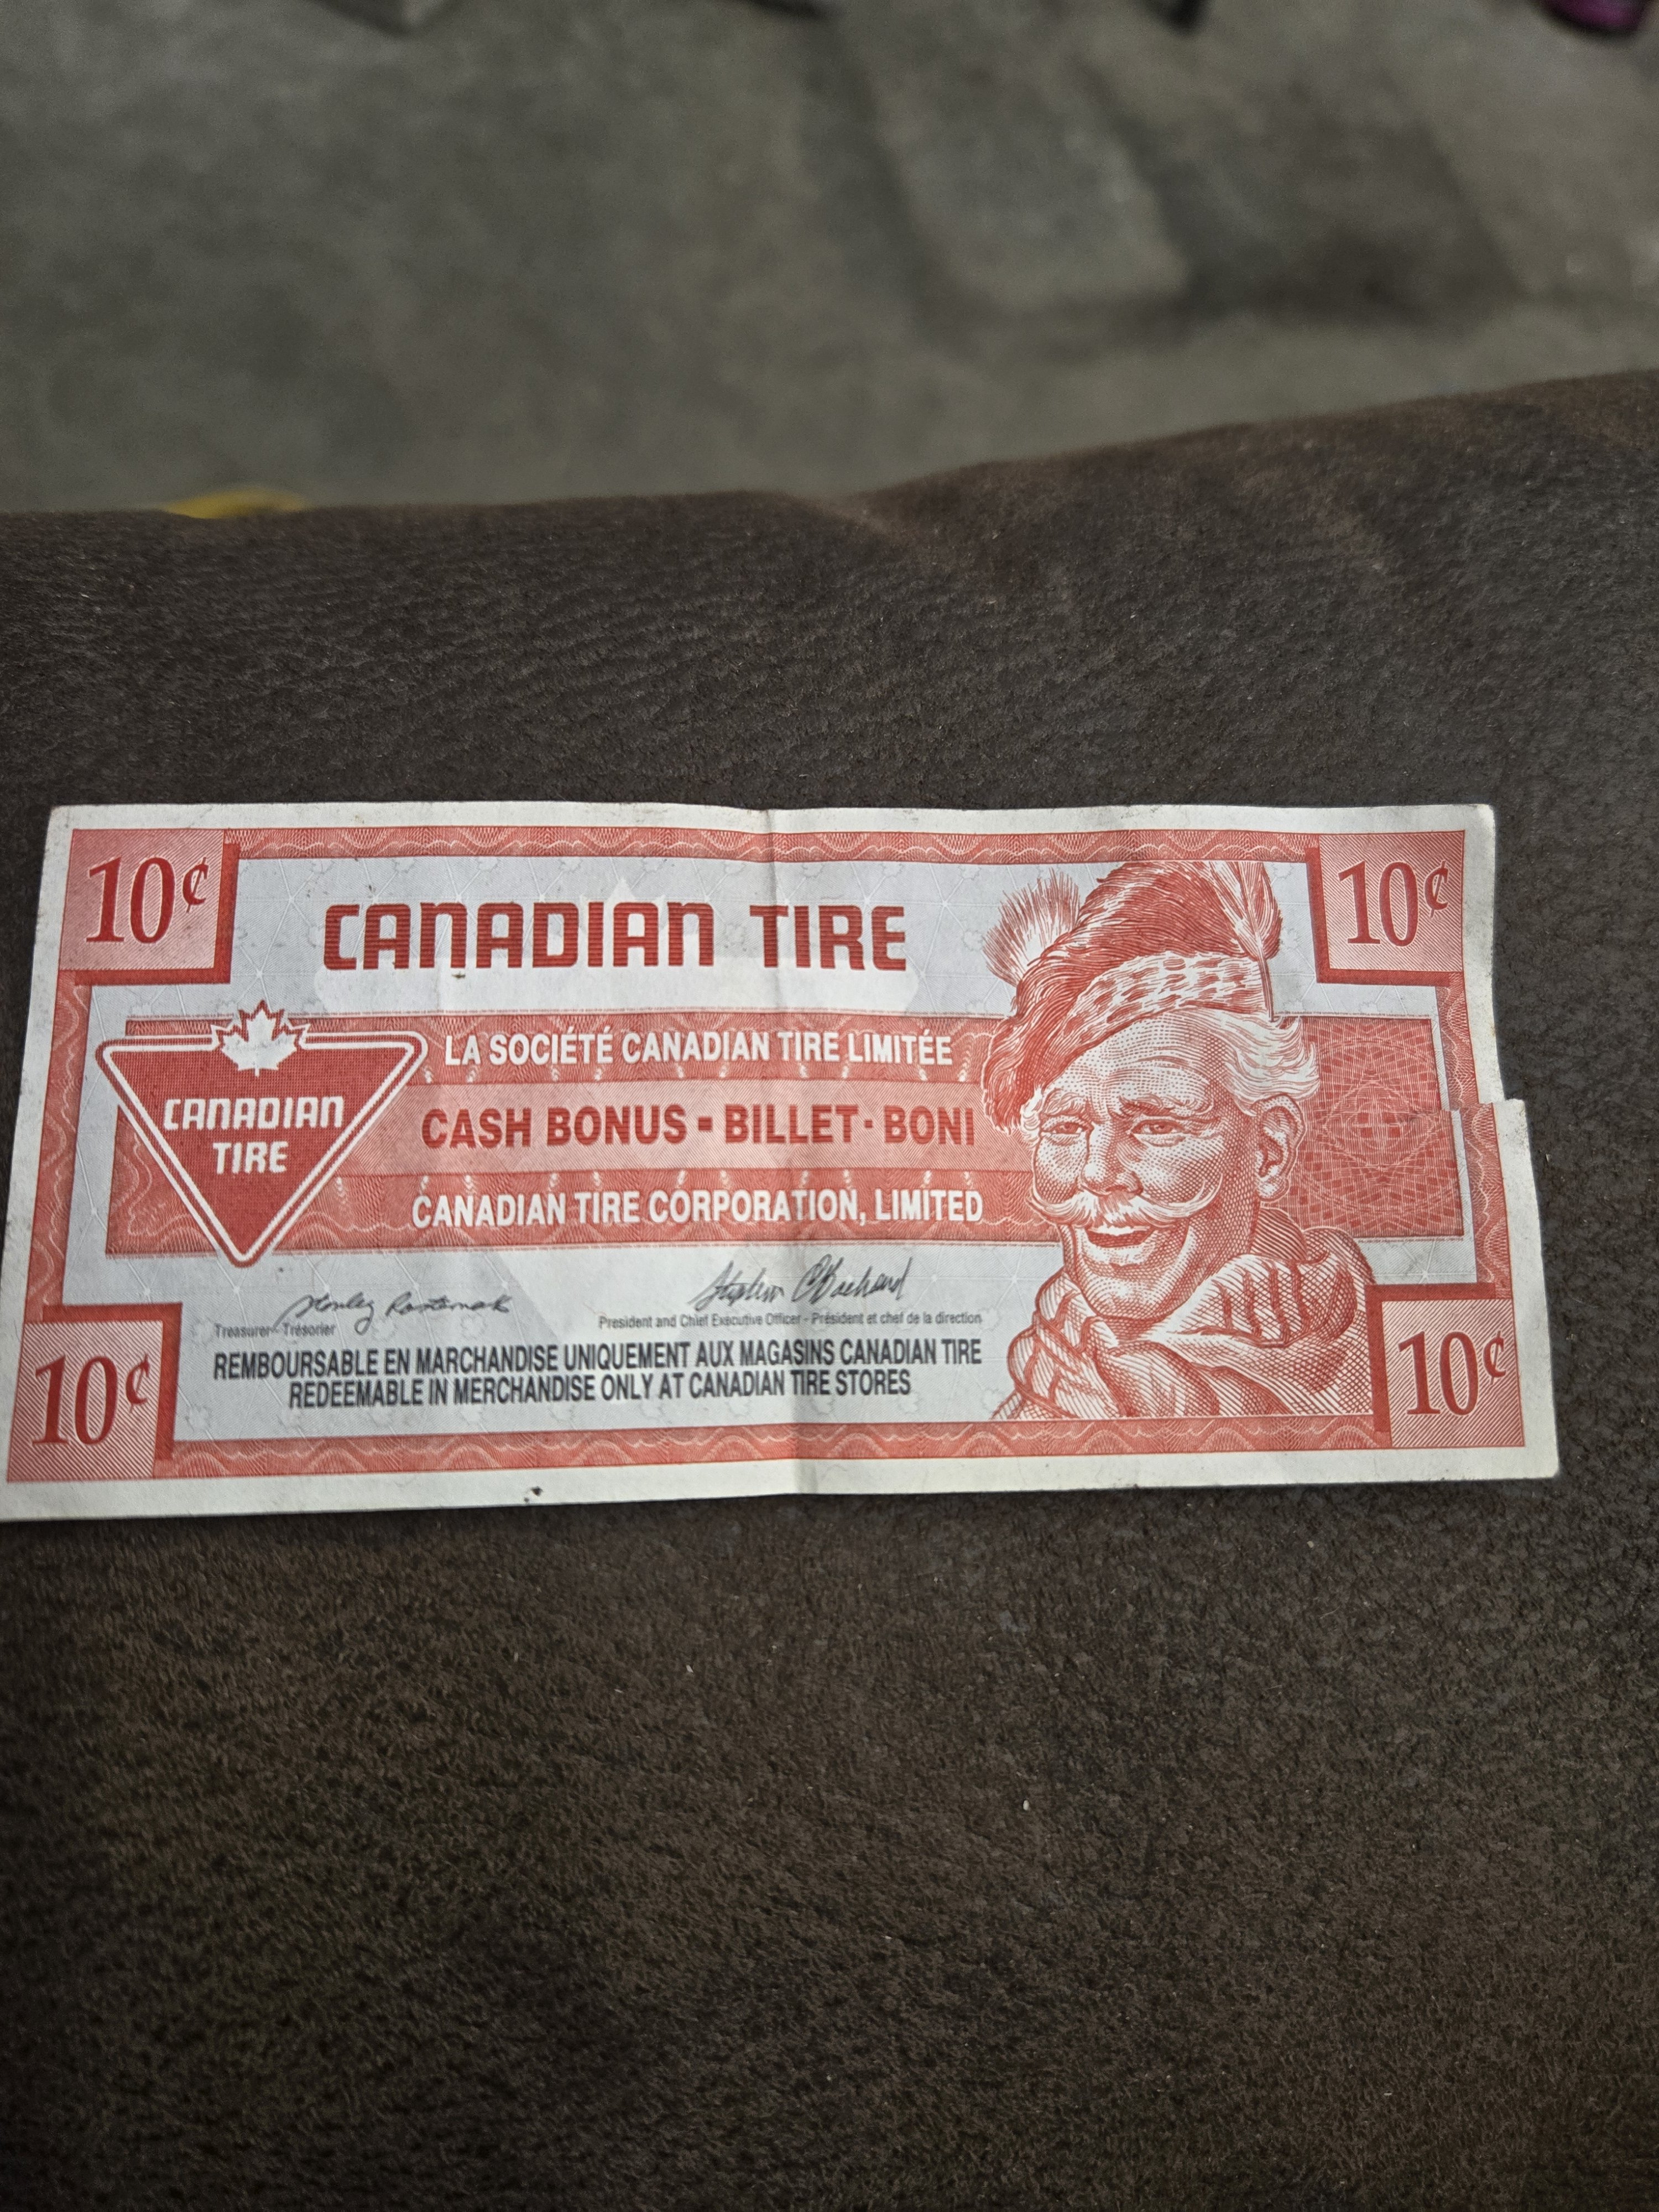 10¢ 10¢
CANADIAN TIRE
LA SOCIÉTÉ CANADIAN TIRE LIMITÉE
CANADIAN
TIRE
CASH BONUS - BILLET - BONI
CANADIAN TIRE CORPORATION, LIMITED
Treasurer - Trésorier
President and Chief Executive Officer - Président et chef de la direction
REMBOURSABLE EN MARCHANDISE UNIQUEMENT AUX MAGASINS CANADIAN TIRE
REDEEMABLE IN MERCHANDISE ONLY AT CANADIAN TIRE STORES
10¢ 10¢